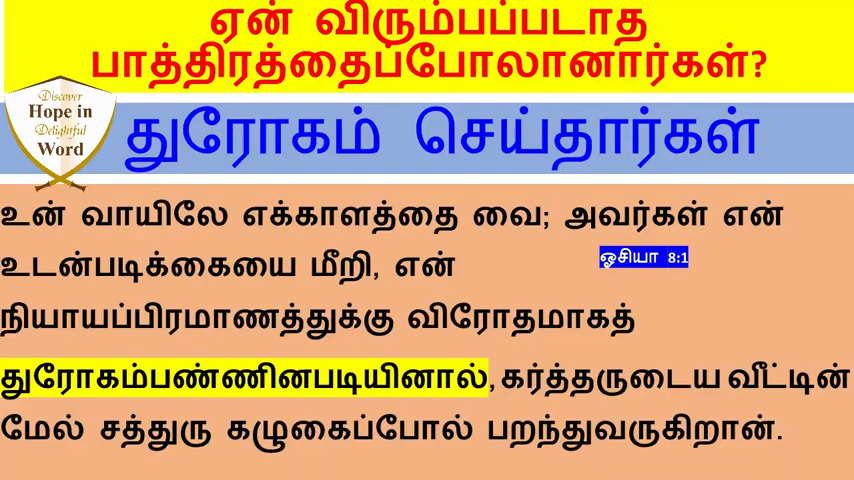 ஏன் விரும்பப்படாத
பாத்திரத்தைப்போலானார்கள்?
Discover
Hope in
Delightful
Word
துரோகம் செய்தார்கள்
உன் வாயிலே எக்காளத்தை வை; அவர்கள் என்
உடன்படிக்கையை மீறி, என்
ஓசியா 8:1
நியாயப்பிரமாணத்துக்கு விரோதமாகத்
துரோகம்பண்ணினபடியினால், கர்த்தருடைய வீட்டின்
மேல் சத்துரு கழுகைப்போல் பறந்துவருகிறான்.